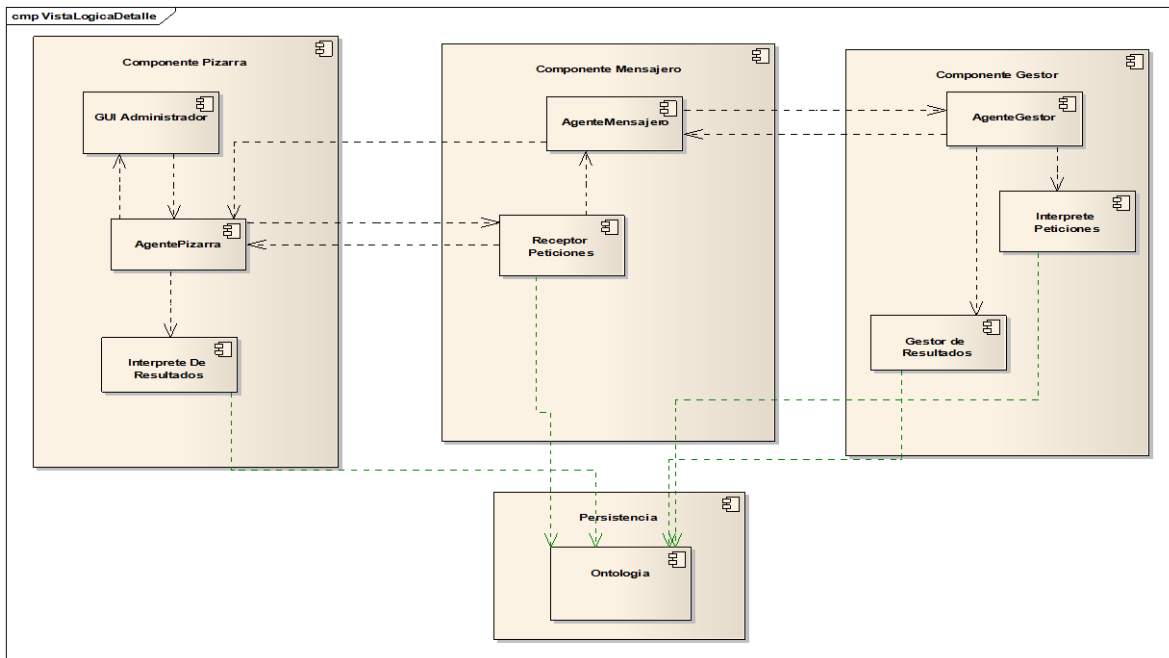 cmp VistaLogicaDetalle
Componente Pizarra
GUI Administrador
AgentePizarra
Interprete De
Resultados
Componente Mensajero
AgenteMensajero
Receptor
Peticiones
Componente Gestor
AgenteGestor
Interprete
Peticiones
Gestor de
Resultados
Persistencia
Ontologia